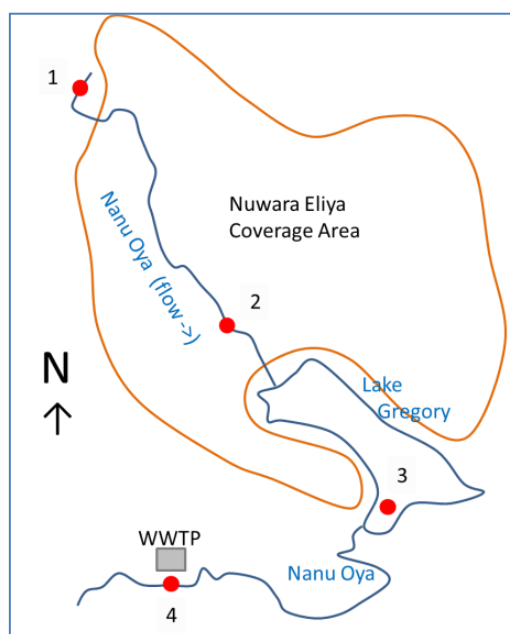 1
Nuwara Eliya
Coverage Area
Nanu Oya (flow ->)
2
N
Lake
Gregory
3
WWTP
Nanu Oya
4